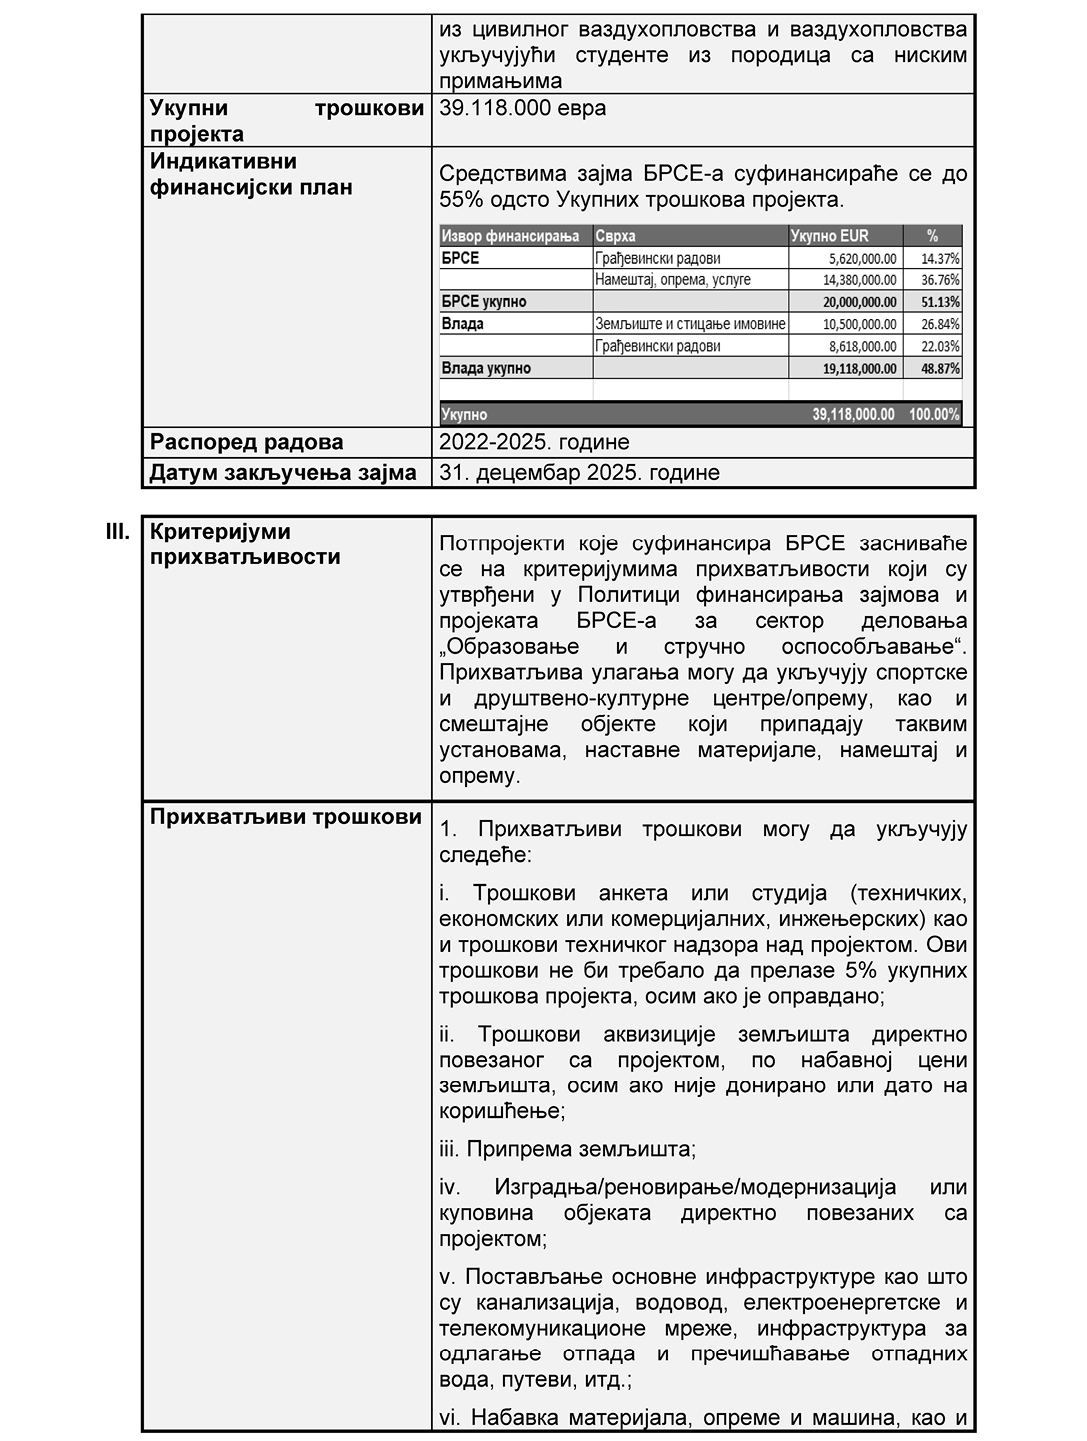 из цивилног ваздухопловства и ваздухопловства
укључујући студенте из породица са ниским
примањима
Укупни трошкови
пројекта
39.118.000 евра
Индикативни
финансијски план
Средствима зајма БРСЕ-а суфинансираће се до
55% одсто Укупних трошкова пројекта.
Извор финансирања Сврха Укупно EUR %
БРСЕ Грађевински радови 5,620,000.00 14.37%
Намештај, опрема, услуге 14,380,000.00 36.76%
БРСЕ укупно 20,000,000.00 51.13%
Влада Земљиште и стицање имовине 10,500,000.00 26.84%
Грађевински радови 8,618,000.00 22.03%
Влада укупно 19,118,000.00 48.87%
Укупно 39,118,000.00 100.00%
Распоред радова 2022-2025. године
Датум закључења зајма 31. децембар 2025. године
III. Критеријуми
прихватљивости
Потпројекти које суфинансира БРСЕ засниваће
се на критеријумима прихватљивости који су
утврђени у Политици финансирања зајмова и
пројеката БРСЕ-а за сектор деловања
„Образовање и стручно оспособљавање“.
Прихватљива улагања могу да укључују спортске
и друштвено-културне центре/опрему, као и
смештајне објекте који припадају таквим
установама, наставне материјале, намештај и
опрему.
Прихватљиви трошкови
1. Прихватљиви трошкови могу да укључују
следеће:
i. Трошкови анкета или студија (техничких,
економских или комерцијалних, инжењерских) као
и трошкови техничког надзора над пројектом. Ови
трошкови не би требало да прелазе 5% укупних
трошкова пројекта, осим ако је оправдано;
ii. Трошкови аквизиције земљишта директно
повезаног са пројектом, по набавној цени
земљишта, осим ако није донирано или дато на
коришћење;
iii. Припрема земљишта;
iv. Изградња/реновирање/модернизација или
куповина објеката директно повезаних са
пројектом;
v. Постављање основне инфраструктуре као што
су канализација, водовод, електроенергетске и
телекомуникационе мреже, инфраструктура за
одлагање отпада и пречишћавање отпадних
вода, путеви, итд.;
vi. Набавка материјала, опреме и машина, као и